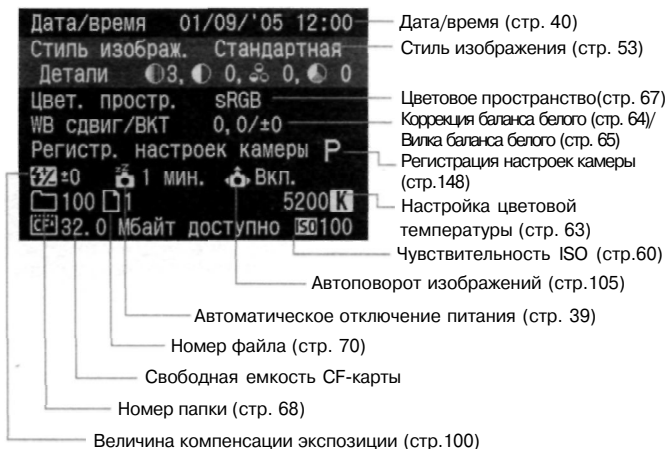 Дата/время 01/09/'05 12:00
Стиль изображ. Стандартная
Детали 3, 0, 0, 0
Цвет. простр. sRGB
WB сдвиг/BKT 0,0/±0
Регистр. настроек камеры P
±0 1 мин. Вкл.
100 1 5200 K
CF 32.0 Мбайт доступно ISO 100
Дата/время (стр. 40)
Стиль изображения (стр. 53)
Цветовое пространство(стр. 67)
Коррекция баланса белого (стр. 64)/
Вилка баланса белого (стр. 65)
Регистрация настроек камеры
(стр.148)
Настройка цветовой
температуры (стр. 63)
Чувствительность ISO (стр.60)
Автоповорот изображений (стр.105)
Автоматическое отключение питания (стр. 39)
Номер файла (стр. 70)
Свободная емкость CF-карты
Номер папки (стр. 68)
Величина компенсации экспозиции (стр.100)